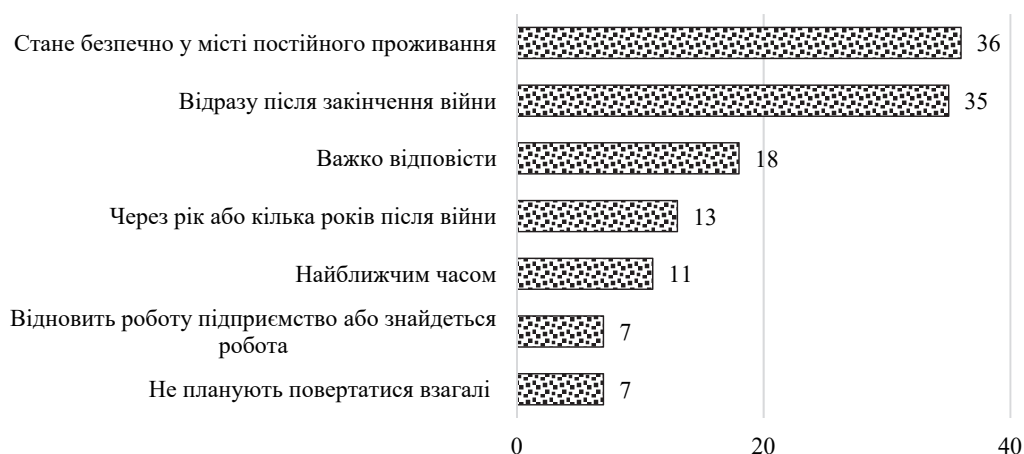 Стане безпечно у місті постійного проживання 36
Відразу після закінчення війни 35
Важко відповісти 18
Через рік або кілька років після війни 13
Найближчим часом 11
Відновить роботу підприємство або знайдеться
робота 7
Не планують повертатися взагалі 7
0 20 40